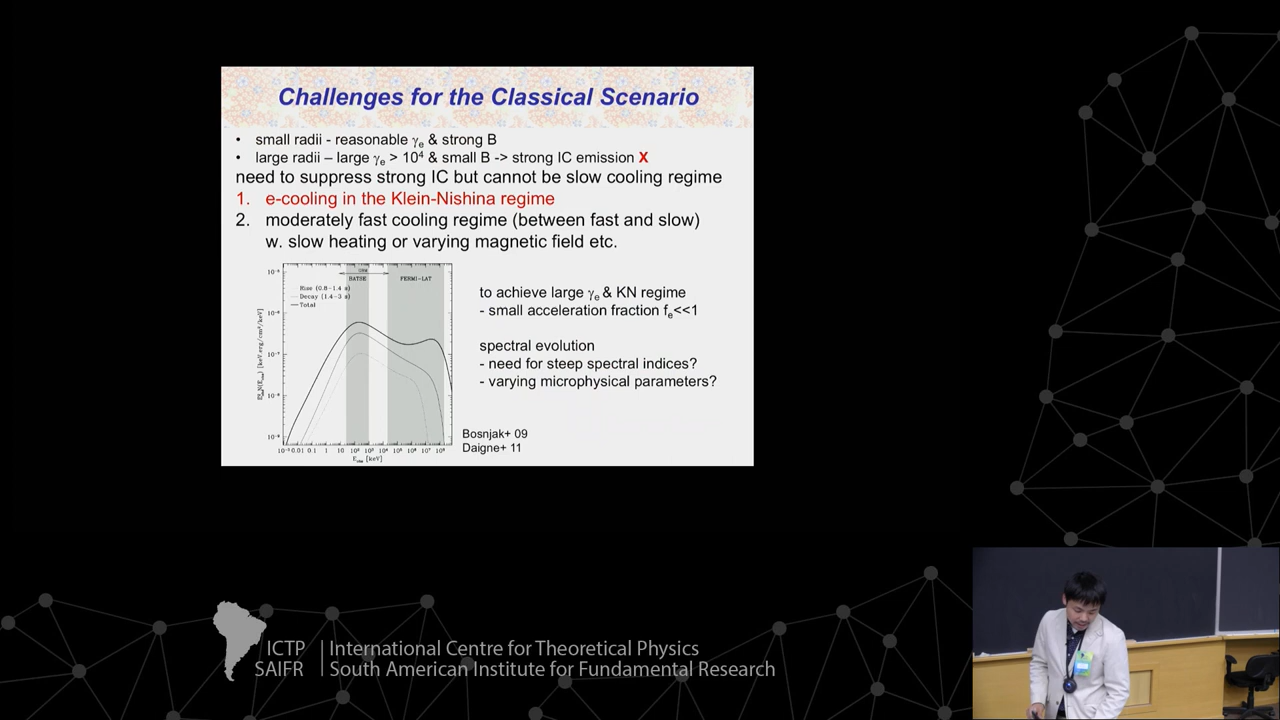 Challenges for the Classical Scenario
• small radii - reasonable γe & strong B
• large radii – large γe > 10⁴ & small B -> strong IC emission X
need to suppress strong IC but cannot be slow cooling regime
1. e-cooling in the Klein-Nishina regime
2. moderately fast cooling regime (between fast and slow)
w. slow heating or varying magnetic field etc.
BATSE
FERMI-LAT
Rise (0.8-1.4 s)
Decay (1.4-3 s)
Total
Eobs [keV]
to achieve large γe & KN regime
- small acceleration fraction fe<<1
spectral evolution
- need for steep spectral indices?
- varying microphysical parameters?
Bosnjak+ 09
Daigne+ 11
ICTP
SAIFR
International Centre for Theoretical Physics
South American Institute for Fundamental Research